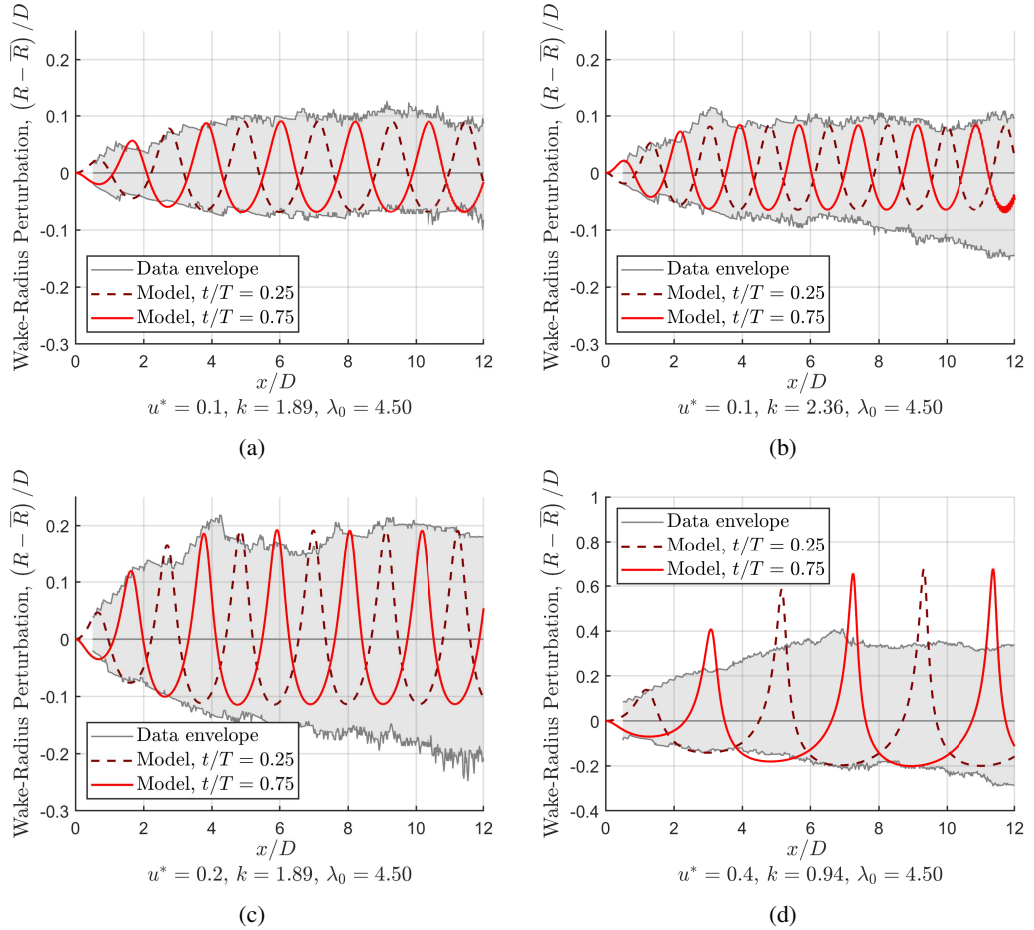 Wake-Radius Perturbation, (R − R̅) /D
0.2
0.1
0
-0.1
-0.2
-0.3
Data envelope
Model, t/T = 0.25
Model, t/T = 0.75
0 2 4 6 8 10 12
x/D
u* = 0.1, k = 1.89, λ₀ = 4.50
(a)
Wake-Radius Perturbation, (R − R̅) /D
0.2
0.1
0
-0.1
-0.2
-0.3
Data envelope
Model, t/T = 0.25
Model, t/T = 0.75
0 2 4 6 8 10 12
x/D
u* = 0.1, k = 2.36, λ₀ = 4.50
(b)
Wake-Radius Perturbation, (R − R̅) /D
0.2
0.1
0
-0.1
-0.2
-0.3
Data envelope
Model, t/T = 0.25
Model, t/T = 0.75
0 2 4 6 8 10 12
x/D
u* = 0.2, k = 1.89, λ₀ = 4.50
(c)
Wake-Radius Perturbation, (R − R̅) /D
1
0.8
0.6
0.4
0.2
0
-0.2
-0.4
Data envelope
Model, t/T = 0.25
Model, t/T = 0.75
0 2 4 6 8 10 12
x/D
u* = 0.4, k = 0.94, λ₀ = 4.50
(d)